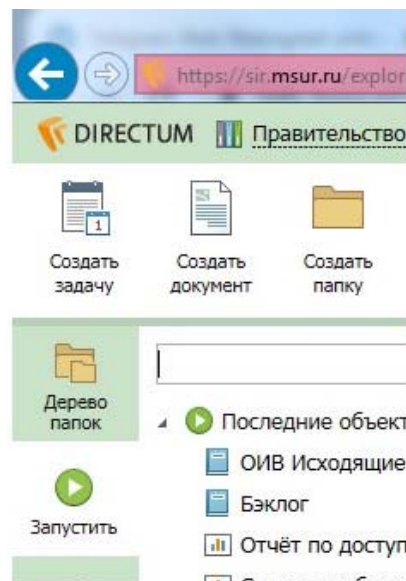 https://sir.msur.ru/explor
DIRECTUM Правительство
Создать задачу
Создать документ
Создать папку
Дерево папок
Последние объект
ОИВ Исходящие
Бэклог
Запустить
Отчёт по доступ